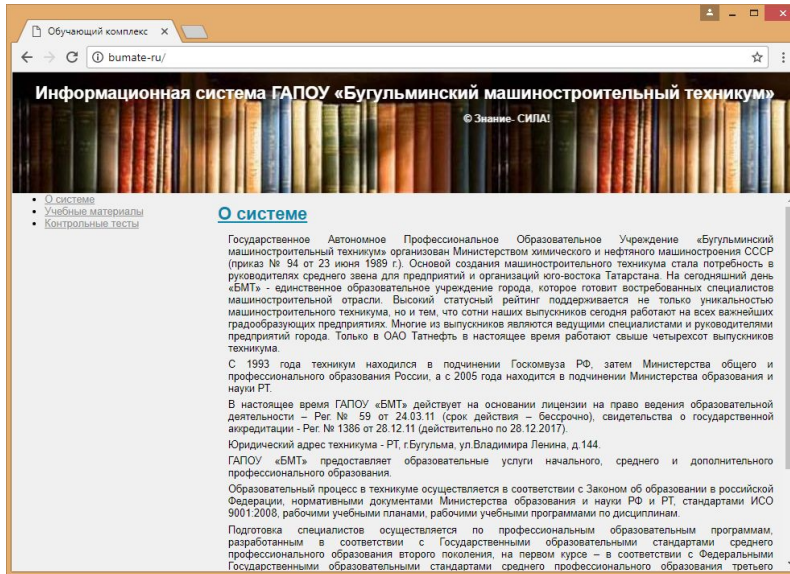 Обучающий комплекс
bumate-ru/
Информационная система ГАПОУ «Бугульминский машиностроительный техникум»
© Знание- СИЛА!
О системе
Учебные материалы
Контрольные тесты
О системе
Государственное Автономное Профессиональное Образовательное Учреждение «Бугульминский
машиностроительный техникум» организован Министерством химического и нефтяного машиностроения СССР
(приказ № 94 от 23 июня 1989 г.). Основой создания машиностроительного техникума стала потребность в
руководителях среднего звена для предприятий и организаций юго-востока Татарстана. На сегодняшний день
«БМТ» - единственное образовательное учреждение города, которое готовит востребованных специалистов
машиностроительной отрасли. Высокий статусный рейтинг поддерживается не только уникальностью
машиностроительного техникума, но и тем, что сотни наших выпускников сегодня работают на всех важнейших
градообразующих предприятиях. Многие из выпускников являются ведущими специалистами и руководителями
предприятий города. Только в ОАО Татнефть в настоящее время работают свыше четырехсот выпускников
техникума.
С 1993 года техникум находился в подчинении Госкомвуза РФ, затем Министерства общего и
профессионального образования России, а с 2005 года находится в подчинении Министерства образования и
науки РТ.
В настоящее время ГАПОУ «БМТ» действует на основании лицензии на право ведения образовательной
деятельности – Рег. № 59 от 24.03.11 (срок действия – бессрочно), свидетельства о государственной
аккредитации - Рег. № 1386 от 28.12.11 (действительно по 28.12.2017).
Юридический адрес техникума - РТ, г.Бугульма, ул.Владимира Ленина, д.144.
ГАПОУ «БМТ» предоставляет образовательные услуги начального, среднего и дополнительного
профессионального образования.
Образовательный процесс в техникуме осуществляется в соответствии с Законом об образовании в российской
Федерации, нормативными документами Министерства образования и науки РФ и РТ, стандартами ИСО
9001:2008, рабочими учебными планами, рабочими учебными программами по дисциплинам.
Подготовка специалистов осуществляется по профессиональным образовательным программам,
разработанным в соответствии с Государственными образовательными стандартами среднего
профессионального образования второго поколения, на первом курсе – в соответствии с Федеральными
Государственными образовательными стандартами среднего профессионального образования третьего